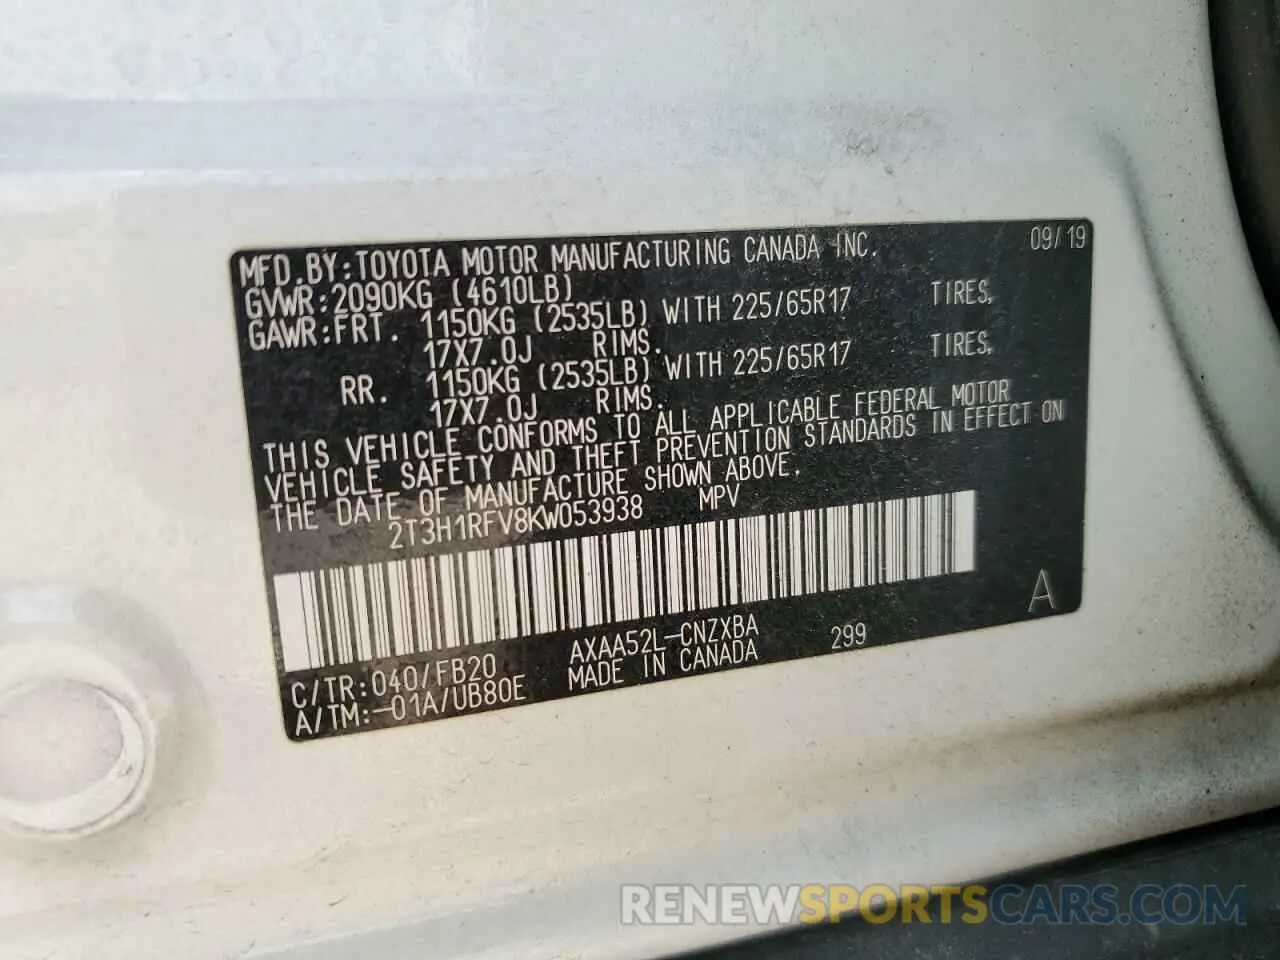 MFD.BY:TOYOTA MOTOR MANUFACTURING CANADA INC. 09/19
GVWR:2090KG (4610LB)
GAWR:FRT. 1150KG (2535LB) WITH 225/65R17 TIRES,
17X7.0J RIMS.
RR. 1150KG (2535LB) WITH 225/65R17 TIRES,
17X7.0J RIMS.
THIS VEHICLE CONFORMS TO ALL APPLICABLE FEDERAL MOTOR
VEHICLE SAFETY AND THEFT PREVENTION STANDARDS IN EFFECT ON
THE DATE OF MANUFACTURE SHOWN ABOVE.
2T3H1RFV8KW053938 MPV
A
C/TR:040/FB20 AXAA52L-CNZXBA 299
A/TM:-01A/UB80E MADE IN CANADA
RENEWSPORTSCARS.COM